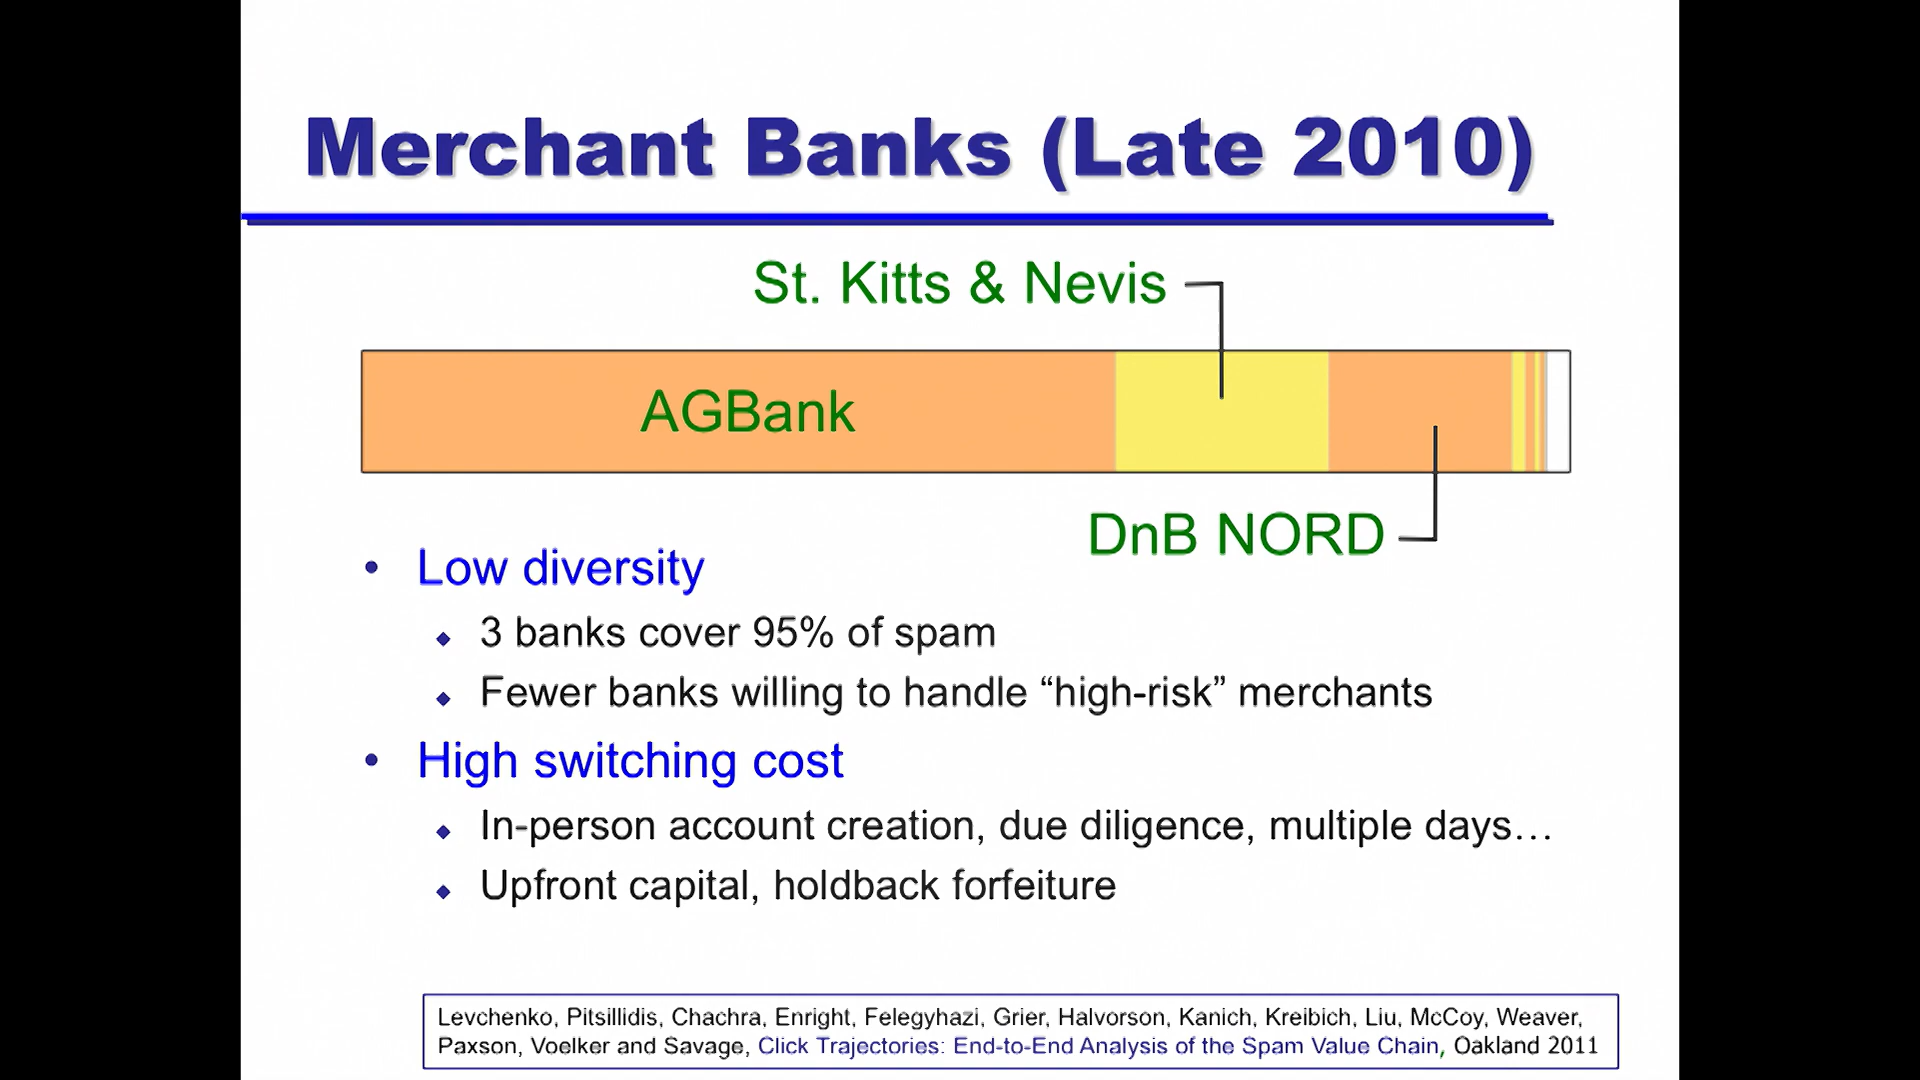 Merchant Banks (Late 2010)
St. Kitts & Nevis
AGBank
DnB NORD
• Low diversity
◆ 3 banks cover 95% of spam
◆ Fewer banks willing to handle “high-risk” merchants
• High switching cost
◆ In-person account creation, due diligence, multiple days…
◆ Upfront capital, holdback forfeiture
Levchenko, Pitsillidis, Chachra, Enright, Felegyhazi, Grier, Halvorson, Kanich, Kreibich, Liu, McCoy, Weaver,
Paxson, Voelker and Savage, Click Trajectories: End-to-End Analysis of the Spam Value Chain, Oakland 2011